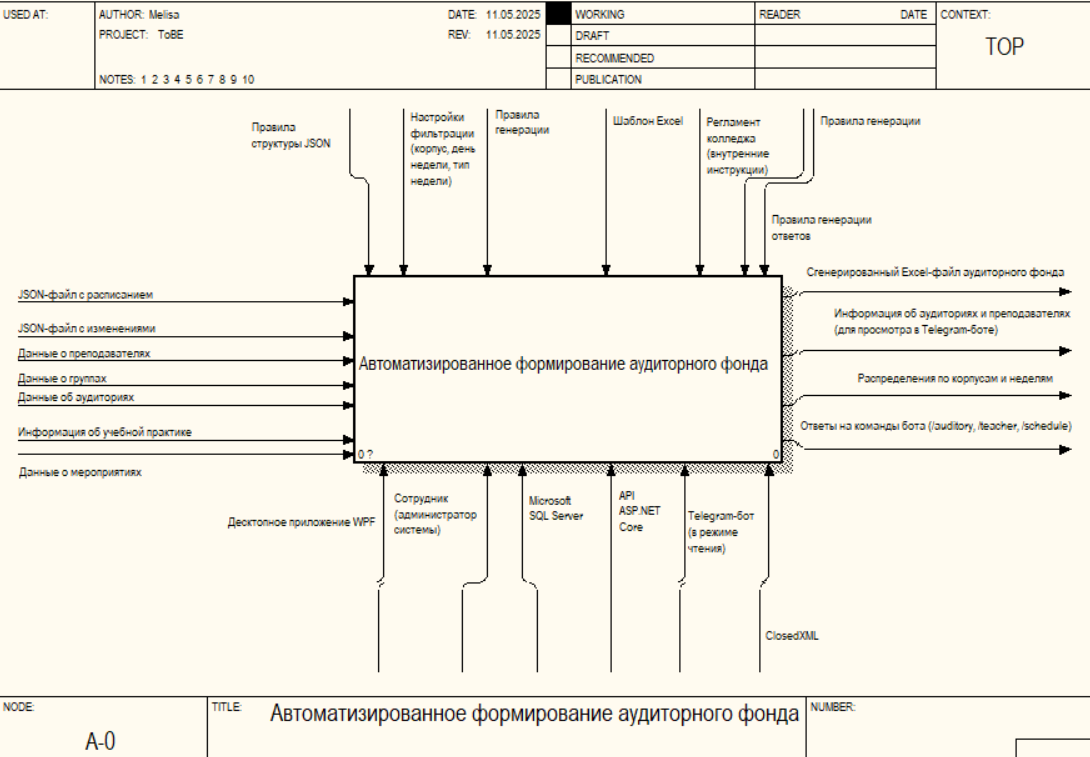 USED AT:
AUTHOR: Melisa
DATE: 11.05.2025
WORKING
READER
DATE
CONTEXT:
PROJECT: ToBE
REV: 11.05.2025
DRAFT
TOP
RECOMMENDED
NOTES: 1 2 3 4 5 6 7 8 9 10
PUBLICATION
Правила
структуры JSON
Настройки
фильтрации
(корпус, день
недели, тип
недели)
Правила
генерации
Шаблон Excel
Регламент
колледжа
(внутренние
инструкции)
Правила генерации
Правила генерации
ответов
JSON-файл с расписанием
JSON-файл с изменениями
Данные о преподавателях
Данные о группах
Данные об аудиториях
Информация об учебной практике
Данные о мероприятиях
Автоматизированное формирование аудиторного фонда
0 ?
0
Сгенерированный Excel-файл аудиторного фонда
Информация об аудиториях и преподавателях
(для просмотра в Telegram-боте)
Распределения по корпусам и неделям
Ответы на команды бота (/auditory, /teacher, /schedule)
Десктопное приложение WPF
Сотрудник
(администратор
системы)
Microsoft
SQL Server
API
ASP.NET
Core
Telegram-бот
(в режиме
чтения)
ClosedXML
NODE:
A-0
TITLE:
Автоматизированное формирование аудиторного фонда
NUMBER: